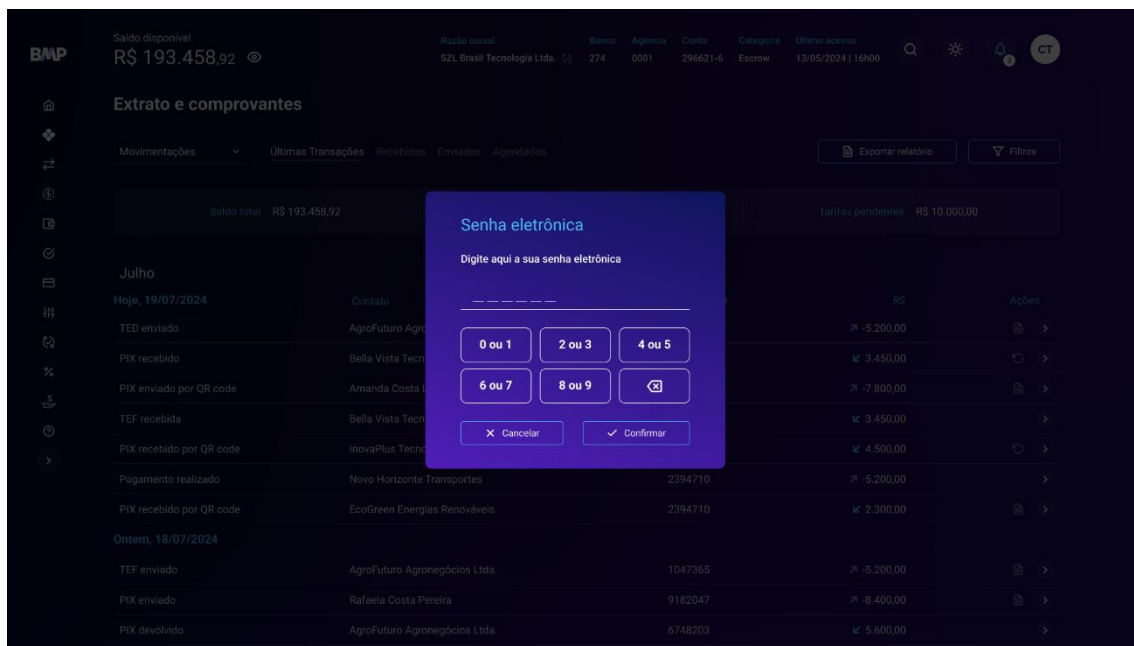 BMP
Saldo disponível
R$ 193.458,92
Razão social Banco Agência Conta Categoria Último acesso
SZL Brasil Tecnologia Ltda. 274 0001 296621-6 Escrow 13/05/2024 | 16h00
3
CT
Extrato e comprovantes
Movimentações Últimas Transações Recebidos Enviados Agendados Exportar relatório Filtros
Saldo total R$ 193.458,92 Tarifas pendentes R$ 10.000,00
Senha eletrônica
Digite aqui a sua senha eletrônica
0 ou 1 2 ou 3 4 ou 5
6 ou 7 8 ou 9
Cancelar Confirmar
Julho
Hoje, 19/07/2024 Contato R$ Ações
TED enviado AgroFuturo Agro -5.200,00
PIX recebido Bella Vista Tecn 3.450,00
PIX enviado por QR code Amanda Costa -7.800,00
TEF recebida Bella Vista Tecn 3.450,00
PIX recebido por QR code InovaPlus Tecno 4.500,00
Pagamento realizado Novo Horizonte Transportes 2394710 -5.200,00
PIX recebido por QR code EcoGreen Energias Renováveis 2394710 2.300,00
Ontem, 18/07/2024
TEF enviado AgroFuturo Agronegócios Ltda. 1047365 -5.200,00
PIX enviado Rafaela Costa Pereira 9182047 -8.400,00
PIX devolvido AgroFuturo Agronegócios Ltda. 6748203 5.600,00